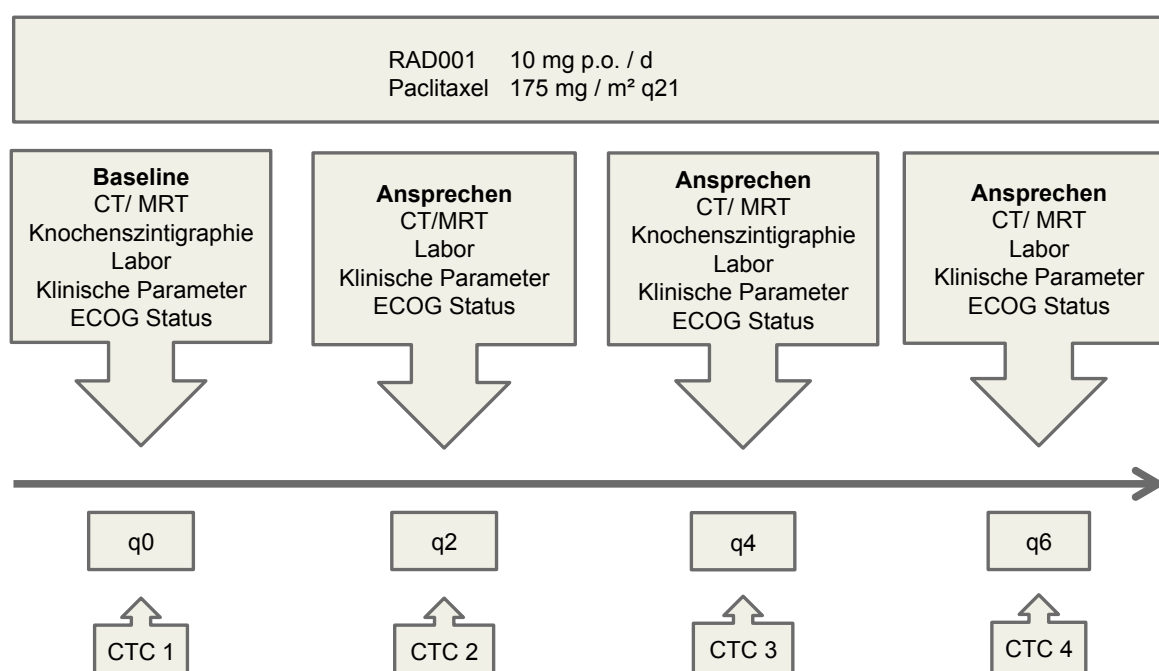 RAD001 10 mg p.o. / d
Paclitaxel 175 mg / m² q21
Baseline
CT/ MRT
Knochenszintigraphie
Labor
Klinische Parameter
ECOG Status
Ansprechen
CT/MRT
Labor
Klinische Parameter
ECOG Status
Ansprechen
CT/ MRT
Knochenszintigraphie
Labor
Klinische Parameter
ECOG Status
Ansprechen
CT/ MRT
Labor
Klinische Parameter
ECOG Status
q0
q2
q4
q6
CTC 1
CTC 2
CTC 3
CTC 4